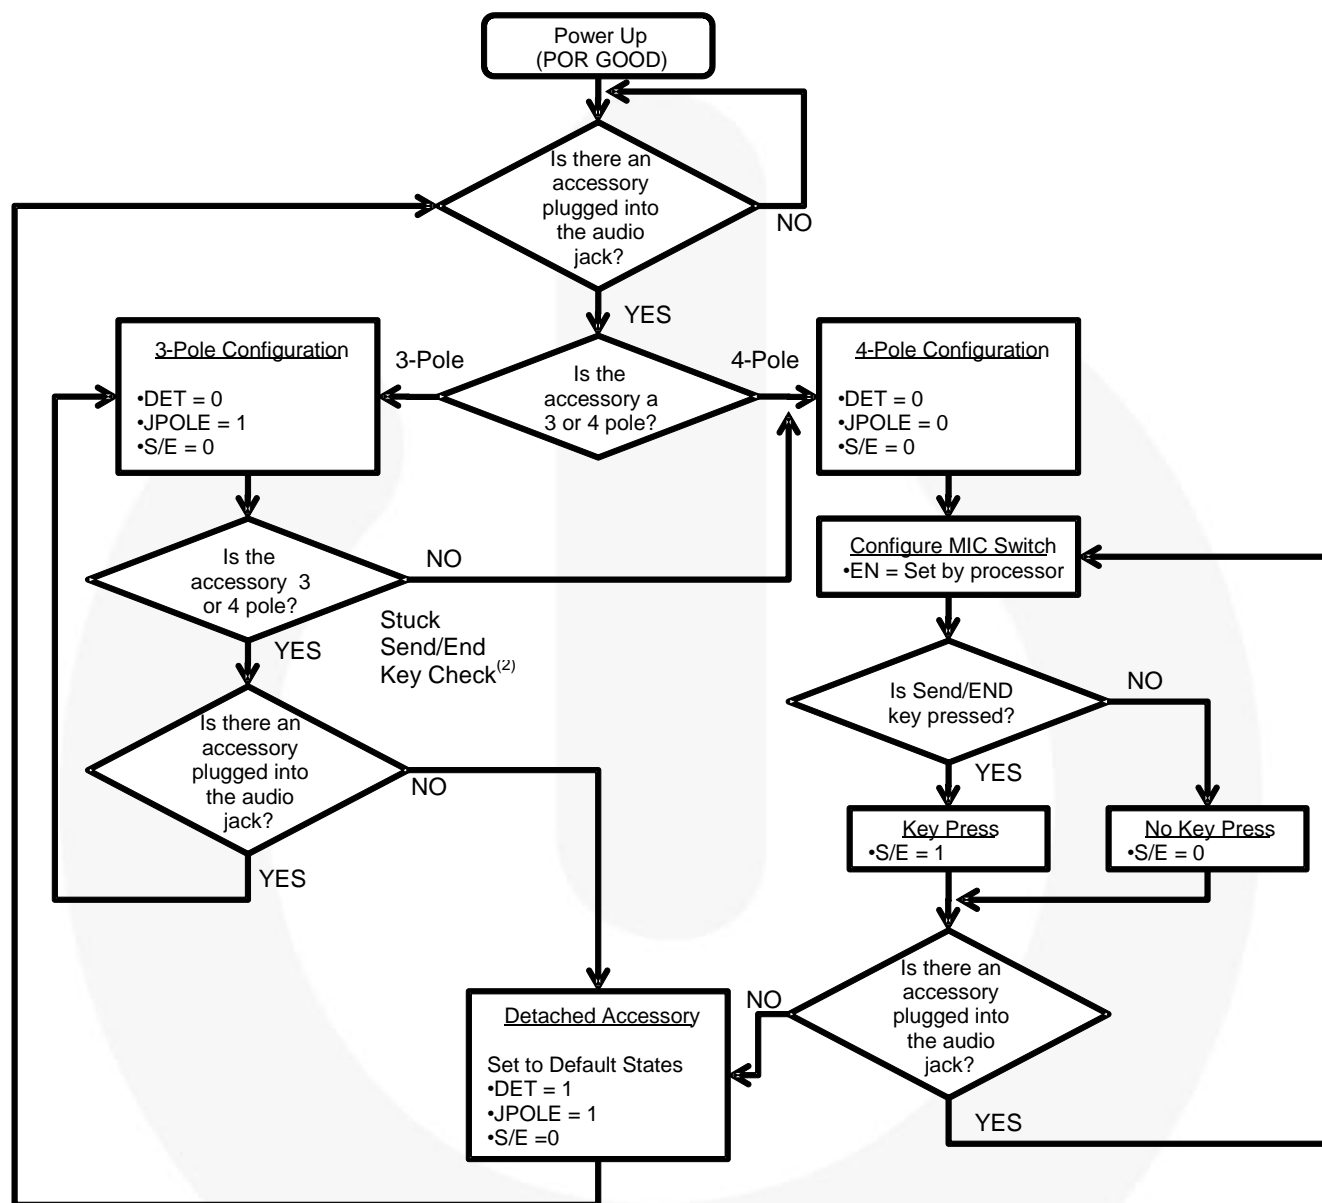 Power Up
(POR GOOD)
Is there an
accessory
plugged into
the audio
jack?
NO
YES
3-Pole Configuration
•DET = 0
•JPOLE = 1
•S/E = 0
3-Pole
Is the
accessory a
3 or 4 pole?
4-Pole
4-Pole Configuration
•DET = 0
•JPOLE = 0
•S/E = 0
Is the
accessory 3
or 4 pole?
NO
YES
Stuck
Send/End
Key Check(2)
Configure MIC Switch
•EN = Set by processor
Is Send/END
key pressed?
NO
YES
Is there an
accessory
plugged into
the audio
jack?
NO
YES
Key Press
•S/E = 1
No Key Press
•S/E = 0
Is there an
accessory
plugged into
the audio
jack?
NO
YES
Detached Accessory
Set to Default States
•DET = 1
•JPOLE = 1
•S/E =0